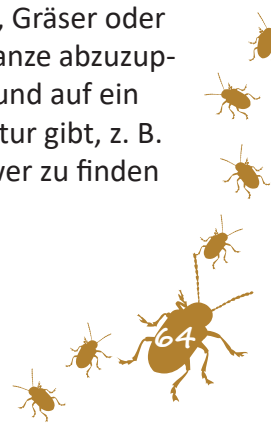 , Gräser oder
anze abzuzup-
und auf ein
tur gibt, z. B.
ver zu finden
64